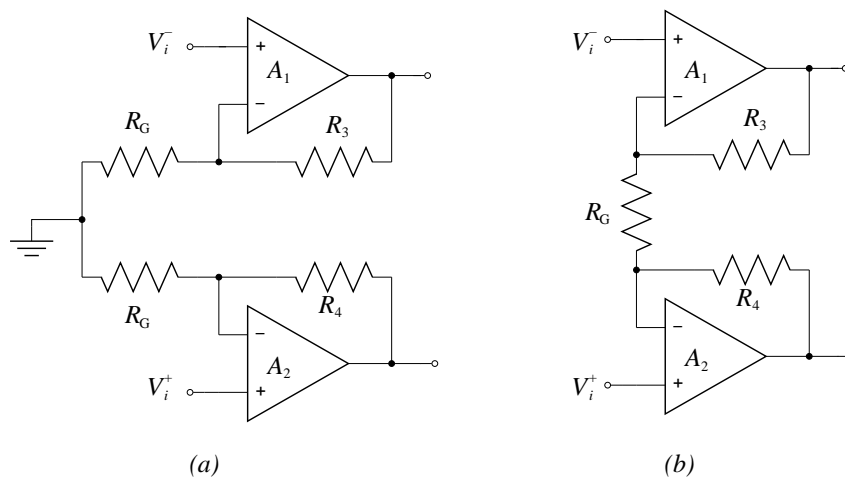 V_i^-
+
A_1
−
R_G
R_3
R_G
R_4
−
A_2
V_i^+
+
(a)
V_i^-
+
A_1
−
R_3
R_G
R_4
−
A_2
V_i^+
+
(b)